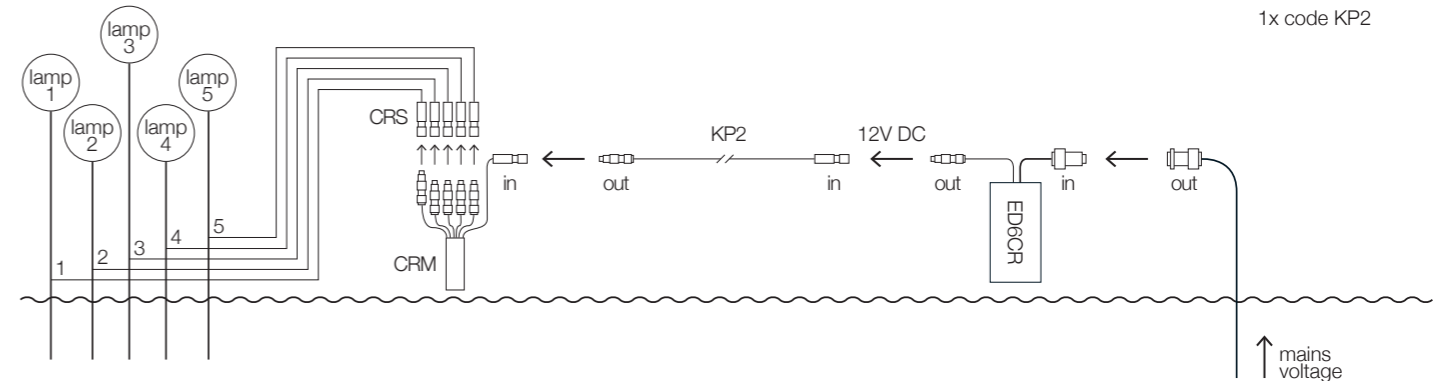 1x code KP2
lamp
3
lamp
1
lamp
5
lamp
2
lamp
4
CRS
KP2
12V DC
in
out
in
out
in
out
ED6CR
5
4
3
2
1
CRM
mains
voltage